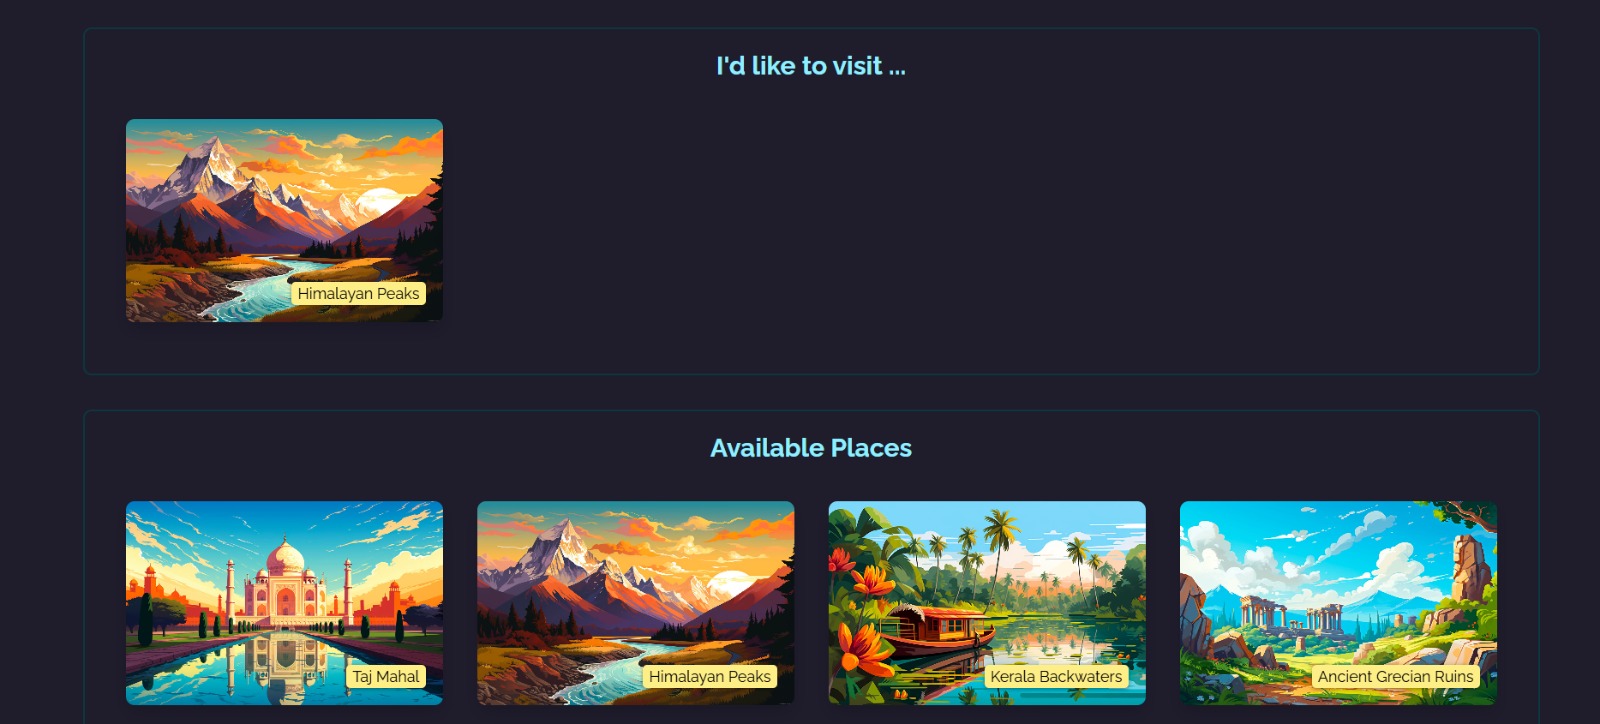 I'd like to visit ...
Himalayan Peaks
Available Places
Taj Mahal
Himalayan Peaks
Kerala Backwaters
Ancient Grecian Ruins